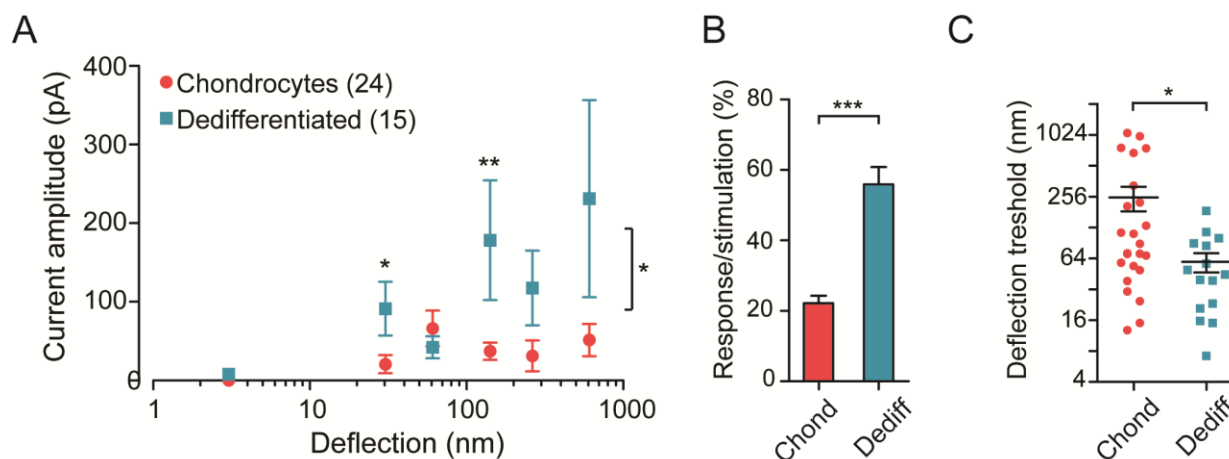 A
Current amplitude (pA)
400
300
200
100
0
Chondrocytes (24)
Dedifferentiated (15)
*
**
*
1
10
100
1000
Deflection (nm)
B
Response/stimulation (%)
80
60
40
20
0
***
Chond
Dediff
C
Deflection treshold (nm)
1024
256
64
16
4
*
Chond
Dediff